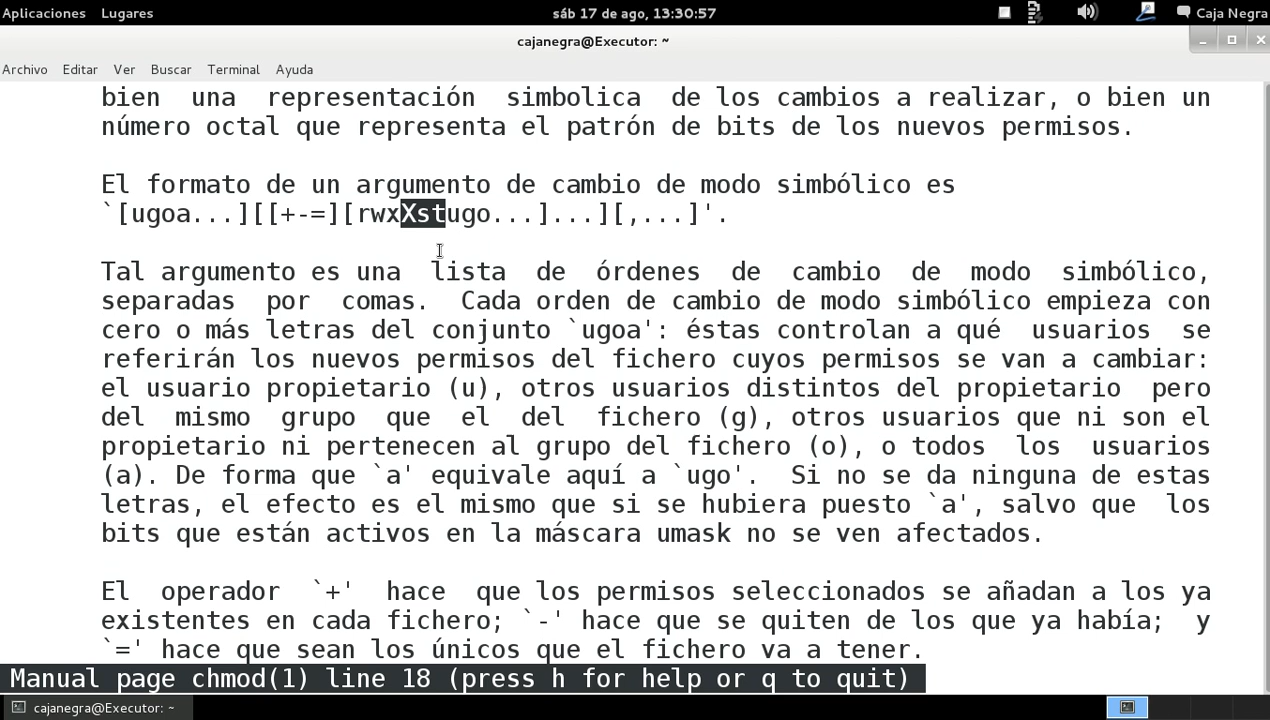 Aplicaciones Lugares sáb 17 de ago, 13:30:57 Caja Negra
cajanegra@Executor: ~
Archivo Editar Ver Buscar Terminal Ayuda
bien una representación simbolica de los cambios a realizar, o bien un
número octal que representa el patrón de bits de los nuevos permisos.
El formato de un argumento de cambio de modo simbólico es
`[ugoa...][[+-=][rwxXstugo...]...][,...]'.
Tal argumento es una lista de órdenes de cambio de modo simbólico,
separadas por comas. Cada orden de cambio de modo simbólico empieza con
cero o más letras del conjunto `ugoa': éstas controlan a qué usuarios se
referirán los nuevos permisos del fichero cuyos permisos se van a cambiar:
el usuario propietario (u), otros usuarios distintos del propietario pero
del mismo grupo que el del fichero (g), otros usuarios que ni son el
propietario ni pertenecen al grupo del fichero (o), o todos los usuarios
(a). De forma que `a' equivale aquí a `ugo'. Si no se da ninguna de estas
letras, el efecto es el mismo que si se hubiera puesto `a', salvo que los
bits que están activos en la máscara umask no se ven afectados.
El operador `+' hace que los permisos seleccionados se añadan a los ya
existentes en cada fichero; `-' hace que se quiten de los que ya había; y
`=' hace que sean los únicos que el fichero va a tener.
Manual page chmod(1) line 18 (press h for help or q to quit)
cajanegra@Executor: ~